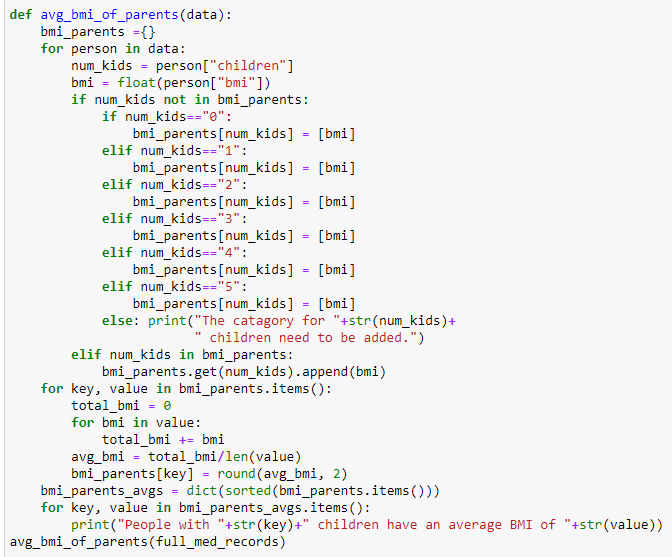 def avg_bmi_of_parents(data):
    bmi_parents ={}
    for person in data:
        num_kids = person["children"]
        bmi = float(person["bmi"])
        if num_kids not in bmi_parents:
            if num_kids=="0":
                bmi_parents[num_kids] = [bmi]
            elif num_kids=="1":
                bmi_parents[num_kids] = [bmi]
            elif num_kids=="2":
                bmi_parents[num_kids] = [bmi]
            elif num_kids=="3":
                bmi_parents[num_kids] = [bmi]
            elif num_kids=="4":
                bmi_parents[num_kids] = [bmi]
            elif num_kids=="5":
                bmi_parents[num_kids] = [bmi]
            else: print("The catagory for "+str(num_kids)+
                        " children need to be added.")
        elif num_kids in bmi_parents:
            bmi_parents.get(num_kids).append(bmi)
    for key, value in bmi_parents.items():
        total_bmi = 0
        for bmi in value:
            total_bmi += bmi
        avg_bmi = total_bmi/len(value)
        bmi_parents[key] = round(avg_bmi, 2)
    bmi_parents_avgs = dict(sorted(bmi_parents.items()))
    for key, value in bmi_parents_avgs.items():
        print("People with "+str(key)+" children have an average BMI of "+str(value))
avg_bmi_of_parents(full_med_records)